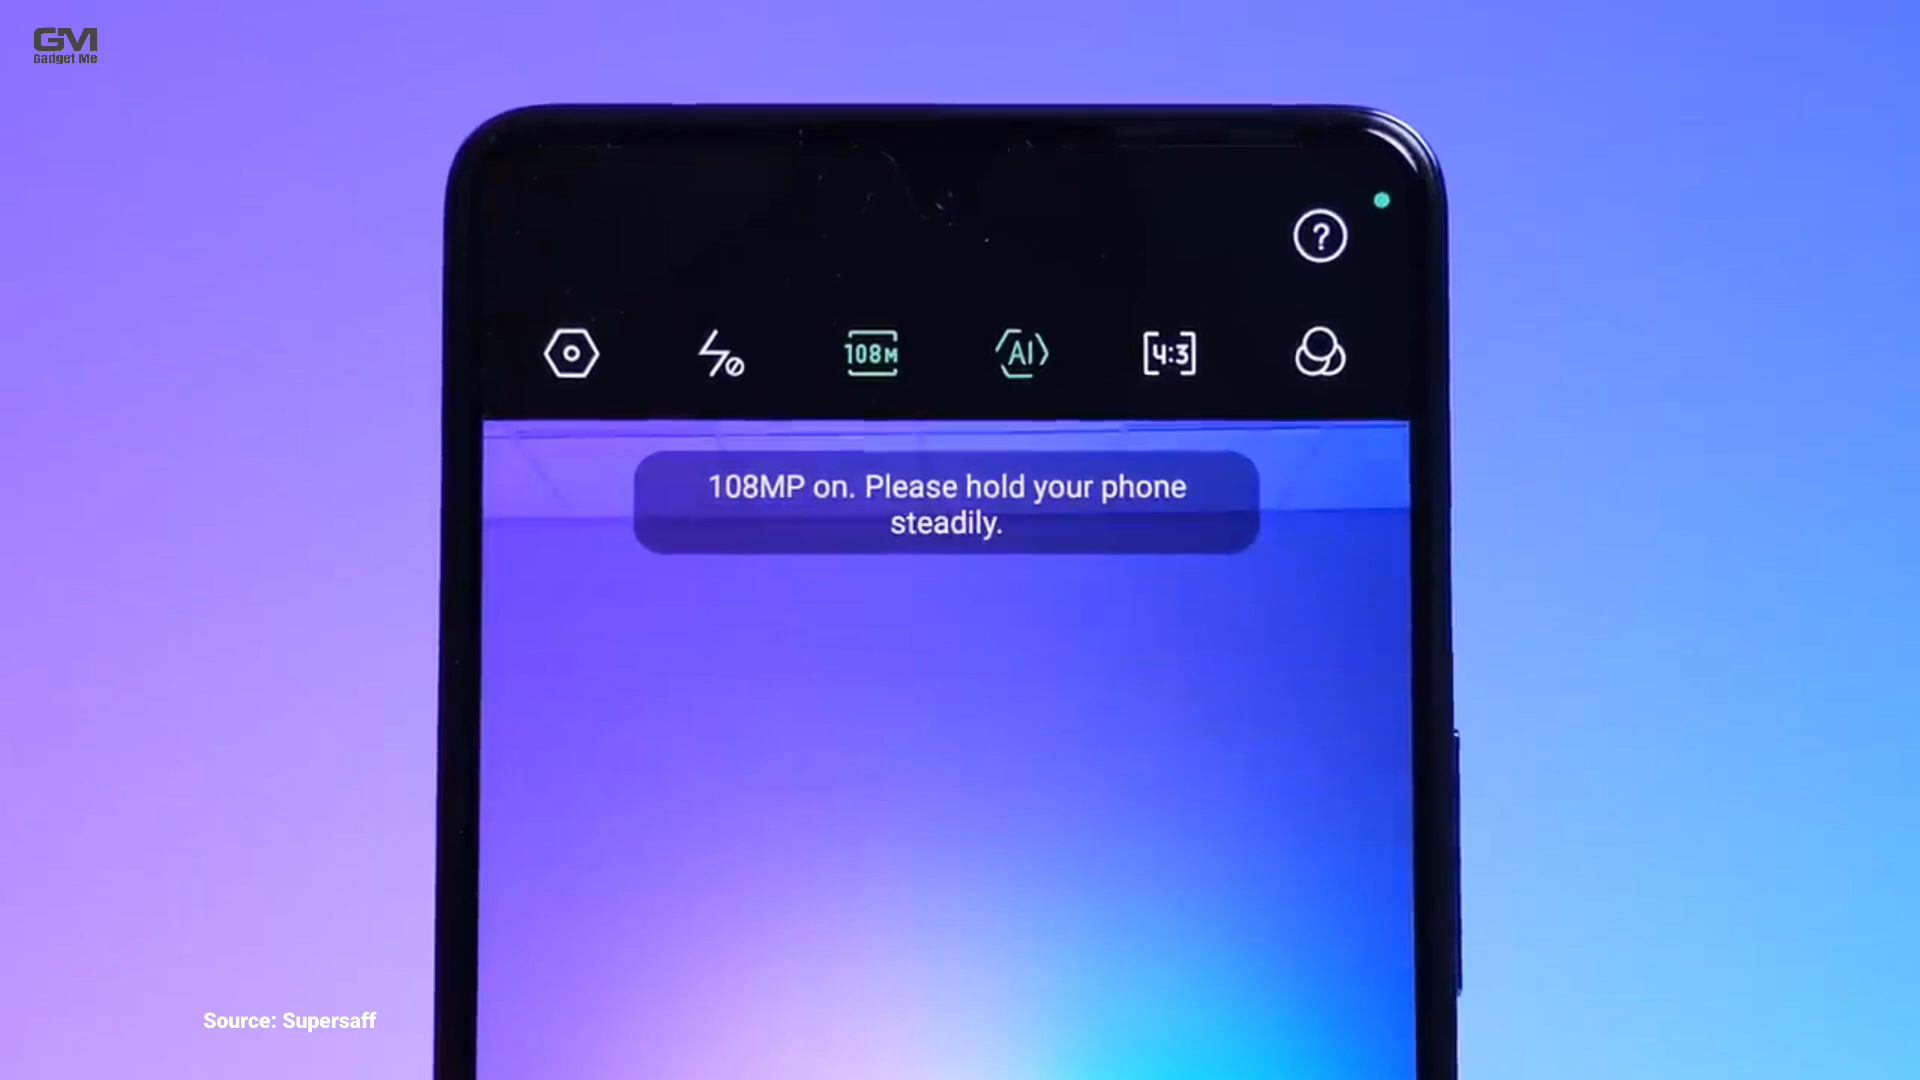 GM
Gadget Me
?
108M
AI
4:3
108MP on. Please hold your phone
steadily.
Source: Supersaff